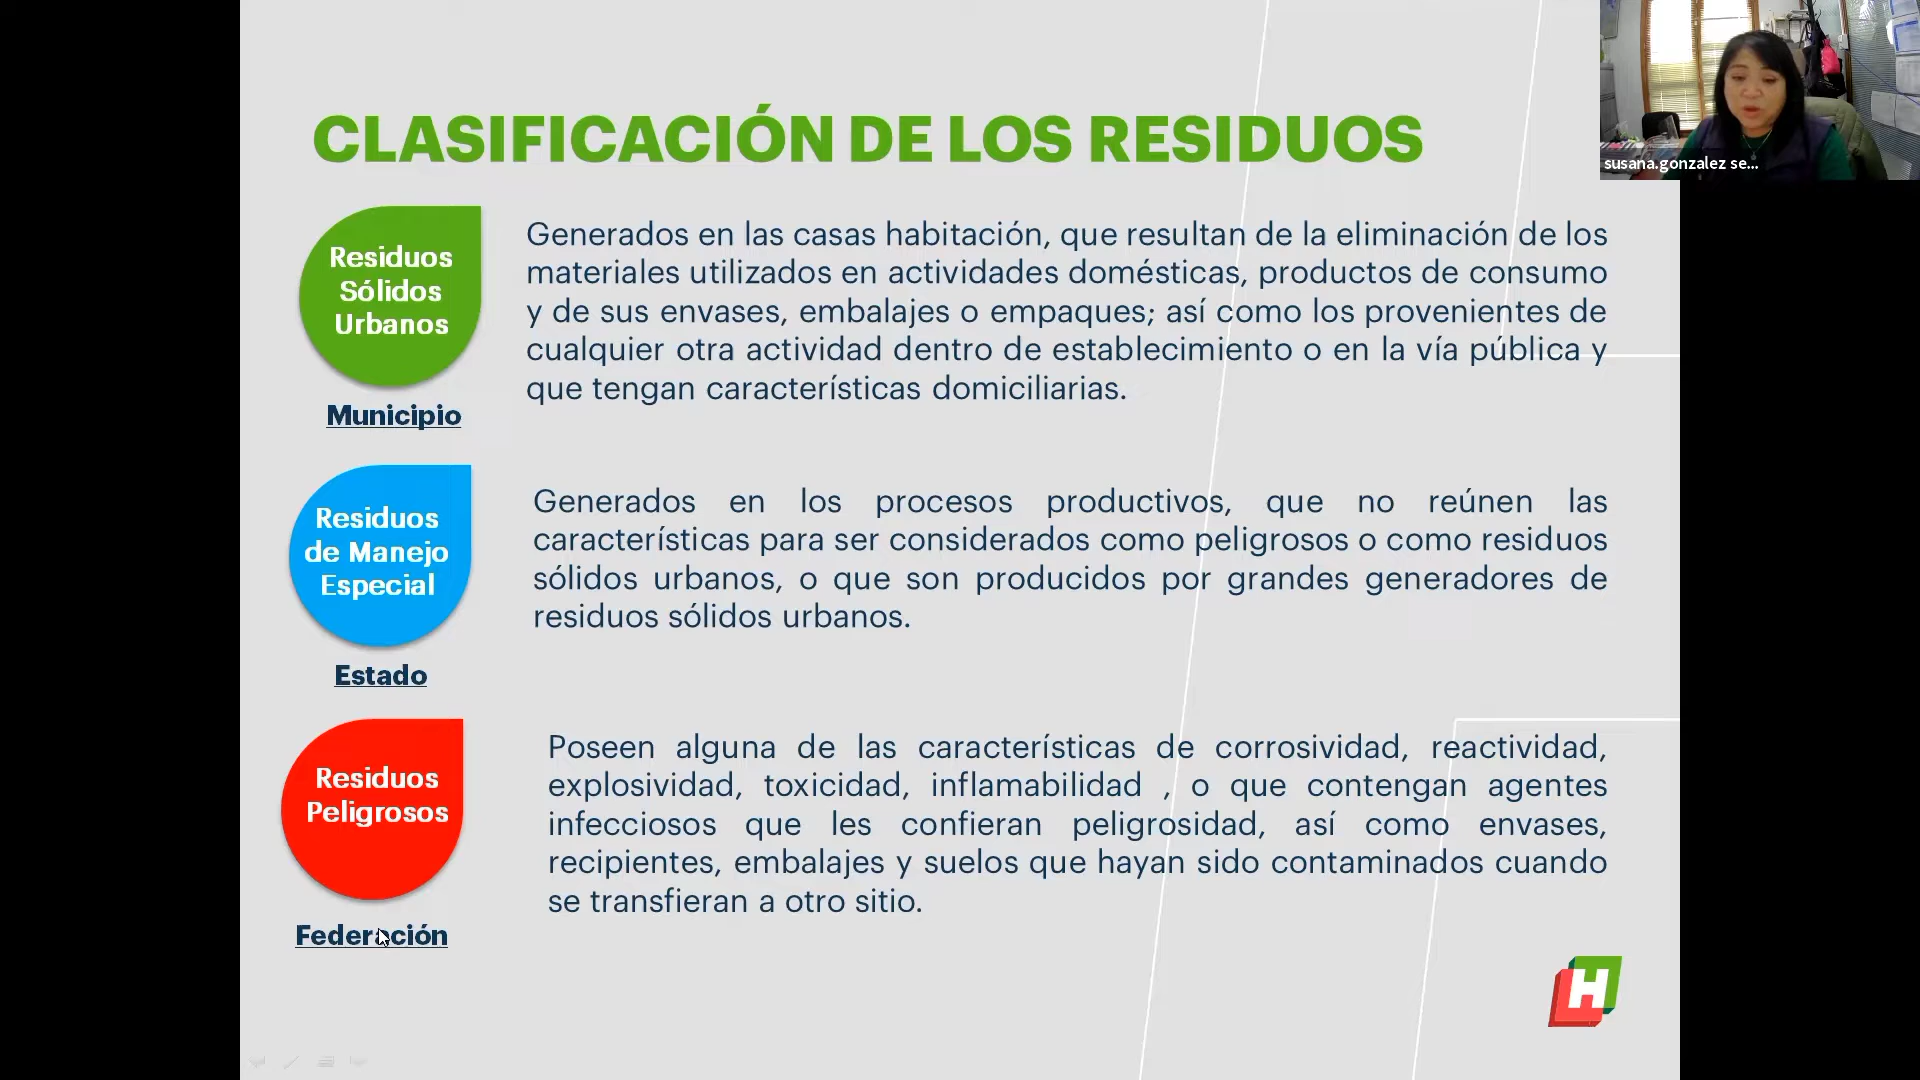 CLASIFICACIÓN DE LOS RESIDUOS
susana.gonzalez se...
Residuos
Sólidos
Urbanos
Municipio
Generados en las casas habitación, que resultan de la eliminación de los
materiales utilizados en actividades domésticas, productos de consumo
y de sus envases, embalajes o empaques; así como los provenientes de
cualquier otra actividad dentro de establecimiento o en la vía pública y
que tengan características domiciliarias.
Residuos
de Manejo
Especial
Estado
Generados en los procesos productivos, que no reúnen las
características para ser considerados como peligrosos o como residuos
sólidos urbanos, o que son producidos por grandes generadores de
residuos sólidos urbanos.
Residuos
Peligrosos
Federación
Poseen alguna de las características de corrosividad, reactividad,
explosividad, toxicidad, inflamabilidad , o que contengan agentes
infecciosos que les confieran peligrosidad, así como envases,
recipientes, embalajes y suelos que hayan sido contaminados cuando
se transfieran a otro sitio.
H